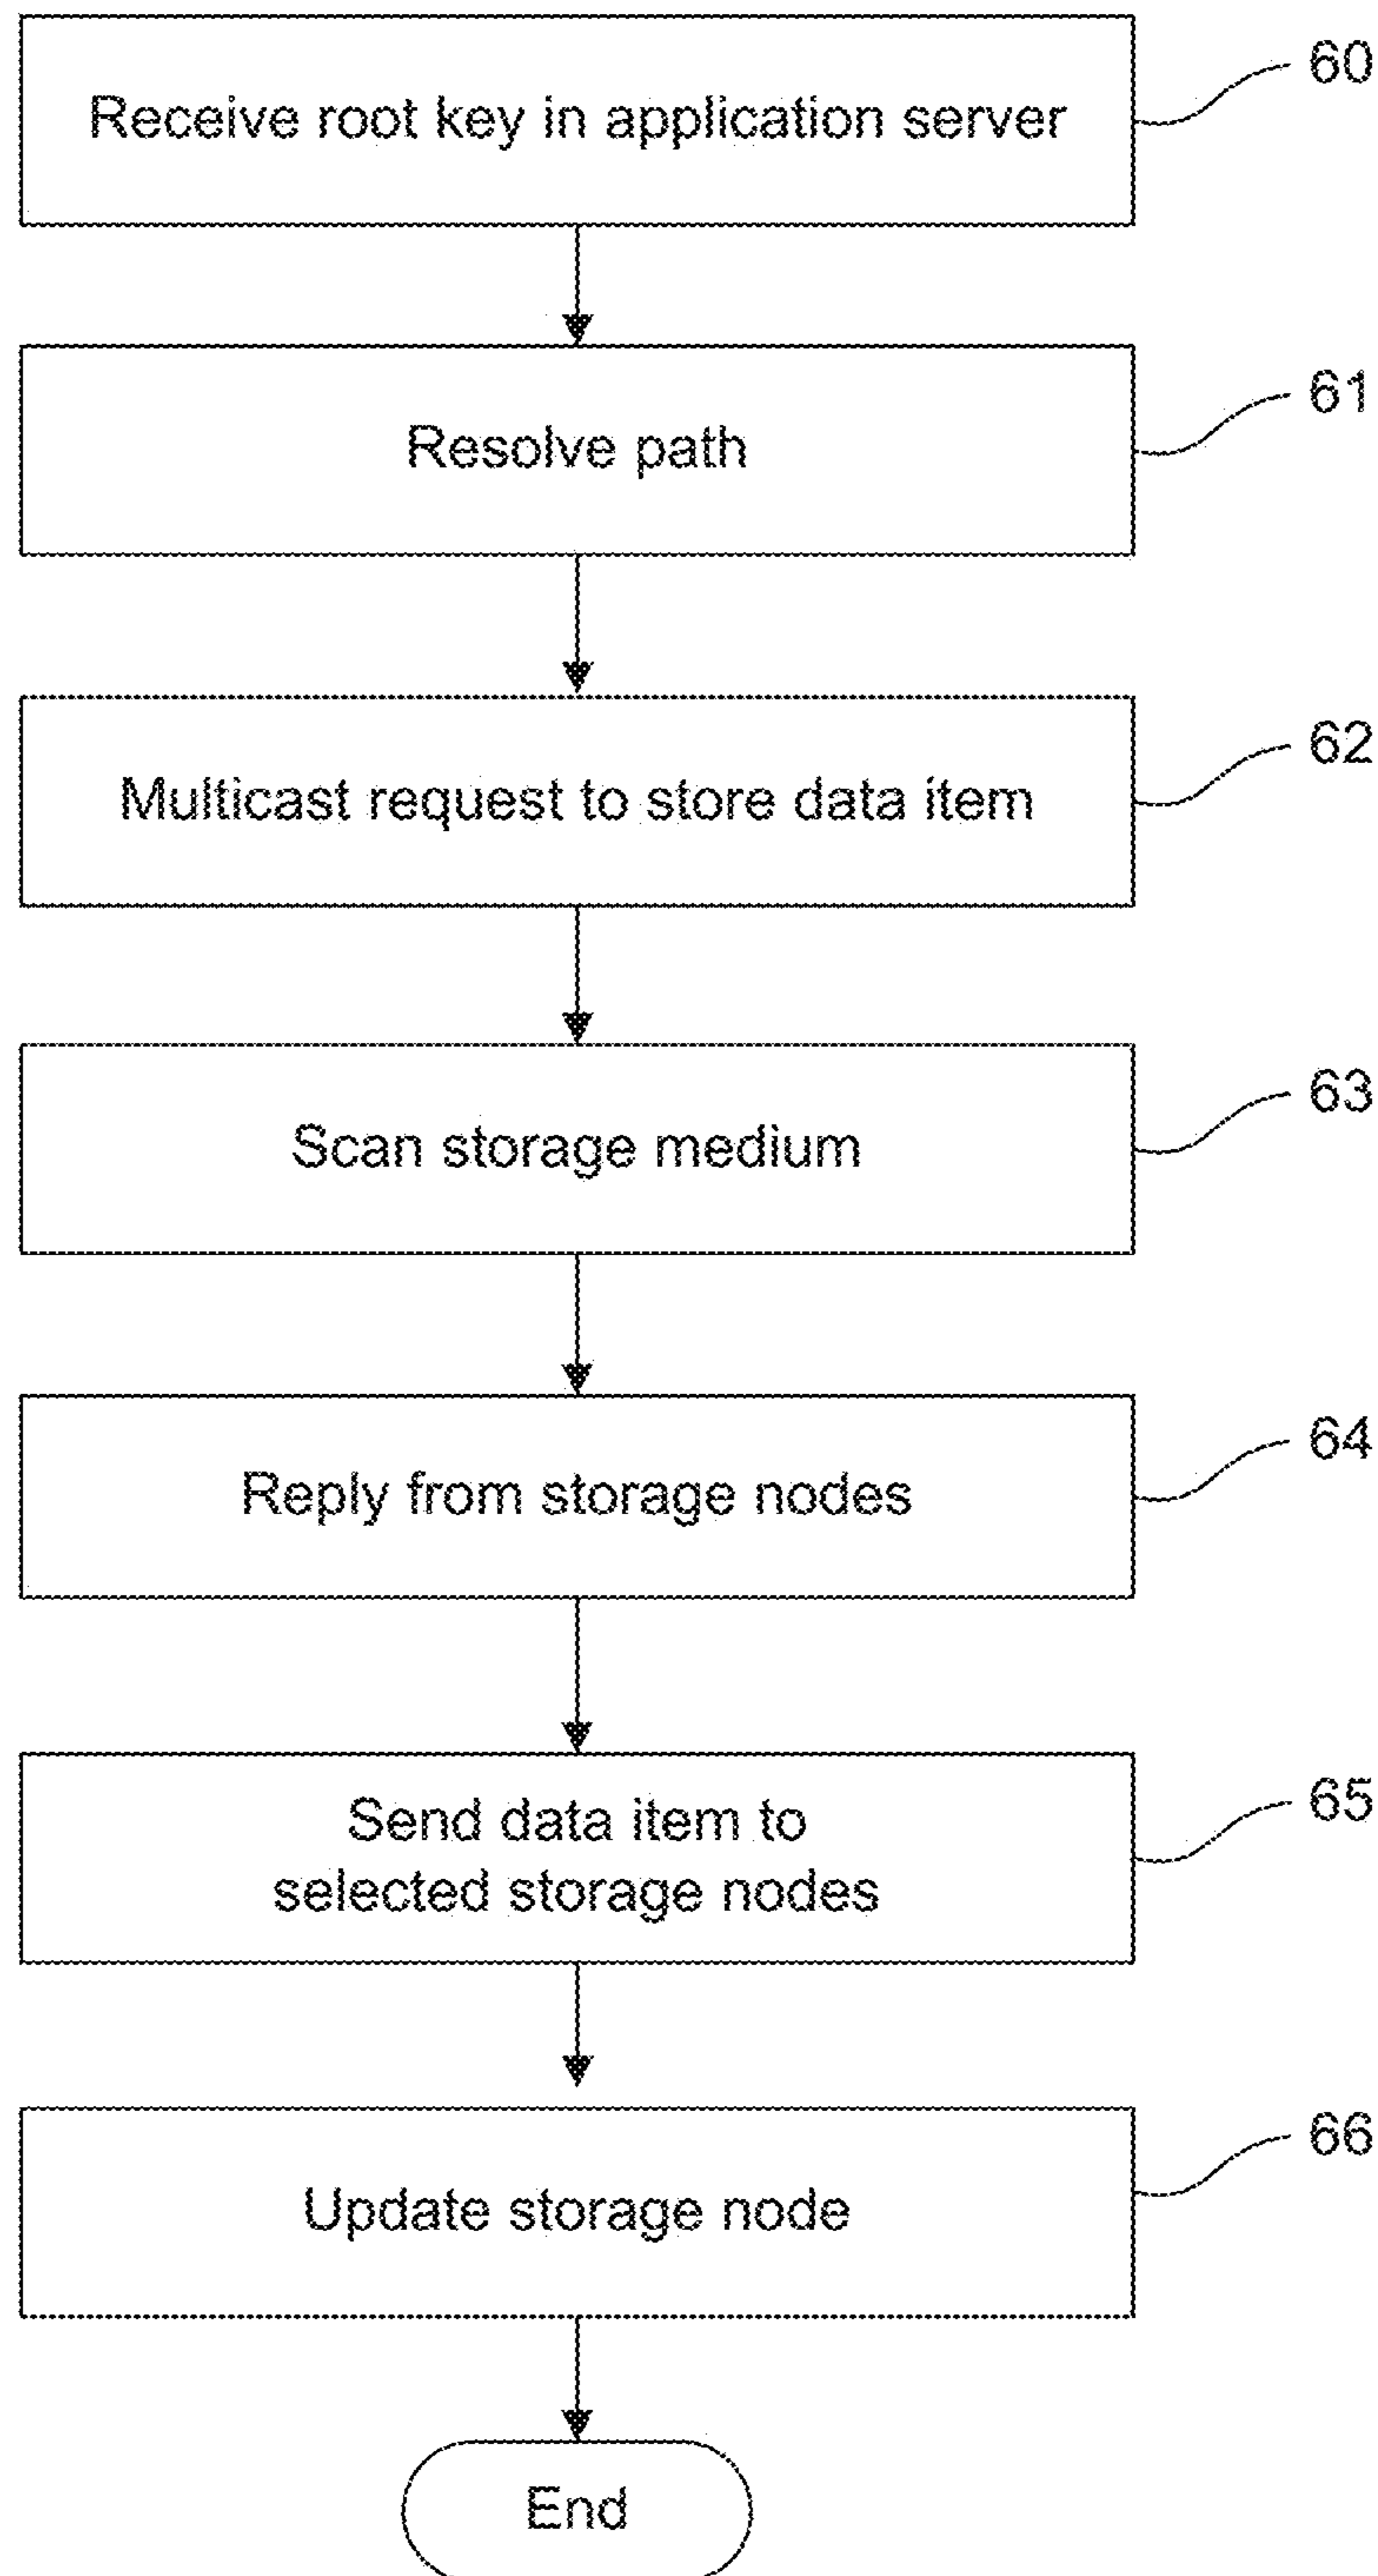 Receive root key in application server
60
Resolve path
61
Multicast request to store data item
62
Scan storage medium
63
Reply from storage nodes
64
Send data item to
selected storage nodes
65
Update storage node
66
End